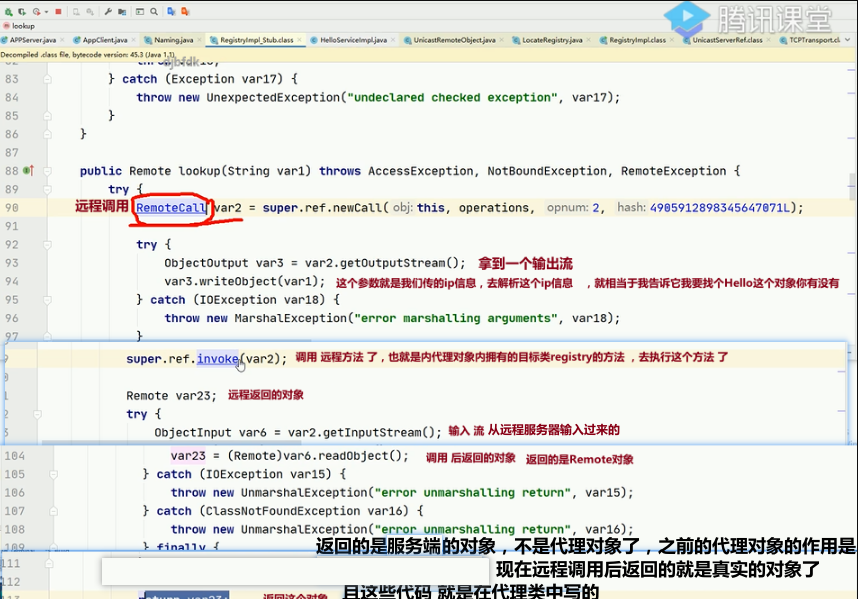 腾讯课堂
lookup
APPServer.java AppClient.java Naming.java RegistryImpl_Stub.class HelloServiceImpl.java UnicastRemoteObject.java LocateRegistry.java RegistryImpl.class UnicastServerRef.class TCPTransport.cl
Decompiled .class file, bytecode version: 45.3 (Java 1.1)
83 } catch (Exception var17) {
84 throw new UnexpectedException("undeclared checked exception", var17);
85 }
86 }
87
88 public Remote lookup(String var1) throws AccessException, NotBoundException, RemoteException {
89 try {
90 远程调用 RemoteCall var2 = super.ref.newCall( obj: this, operations, opnum: 2, hash: 4905912898345647071L);
91
92 try {
93 ObjectOutput var3 = var2.getOutputStream(); 拿到一个输出流
94 var3.writeObject(var1); 这个参数就是我们传的ip信息，去解析这个ip信息 ，就相当于我告诉它我要找个Hello这个对象你有没有
95 } catch (IOException var18) {
96 throw new MarshalException("error marshalling arguments", var18);
97 }
super.ref.invoke(var2); 调用 远程方法 了，也就是内代理对象内拥有的目标类registry的方法 ，去执行这个方法 了
Remote var23; 远程返回的对象
try {
ObjectInput var6 = var2.getInputStream(); 输入 流 从远程服务器输入过来的
104 var23 = (Remote)var6.readObject(); 调用 后返回的对象 返回的是Remote对象
105 } catch (IOException var15) {
106 throw new UnmarshalException("error unmarshalling return", var15);
107 } catch (ClassNotFoundException var16) {
108 throw new UnmarshalException("error unmarshalling return", var16);
109 } finally {
返回的是服务端的对象，不是代理对象了，之前的代理对象的作用是
111
现在远程调用后返回的就是真实的对象了
112
return var23; 返回这个对象 且这些代码 就是在代理类中写的